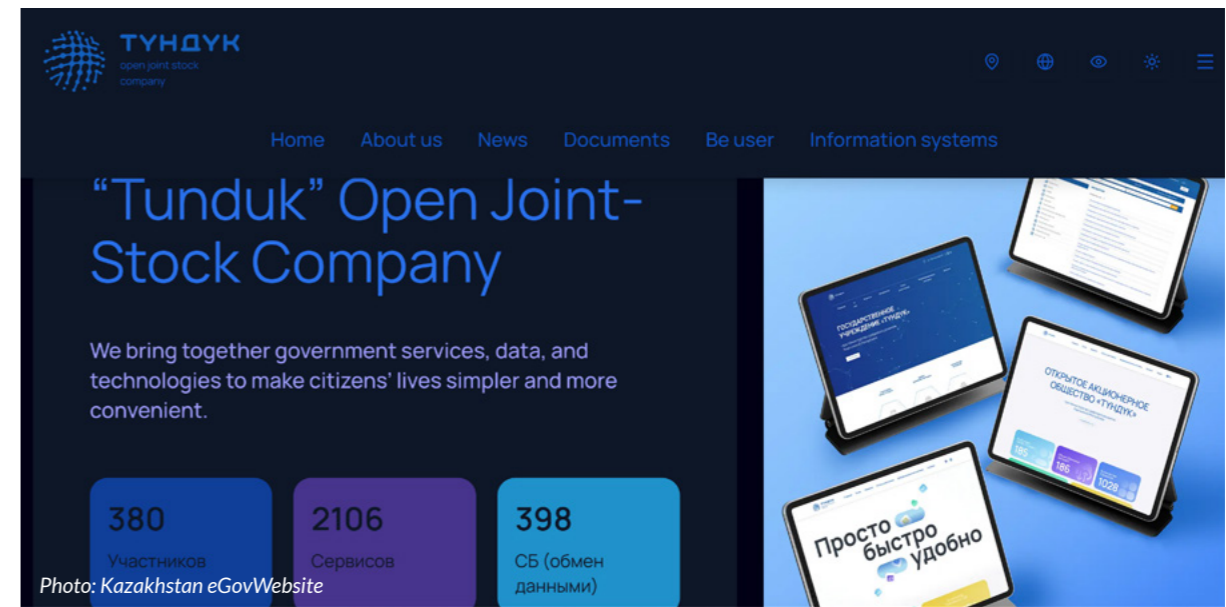 ТҮНДҮК
open joint stock
company
Home About us News Documents Be user Information systems
“Tunduk” Open Joint-
Stock Company
We bring together government services, data, and
technologies to make citizens’ lives simpler and more
convenient.
380
Участников
2106
Сервисов
398
СБ (обмен
данными)
ГОСУДАРСТВЕННОЕ
УЧРЕЖДЕНИЕ «ТҮНДҮК»
ОТКРЫТОЕ АКЦИОНЕРНОЕ
ОБЩЕСТВО «ТҮНДҮК»
185
186
1028
Просто
быстро
удобно
Photo: Kazakhstan eGovWebsite